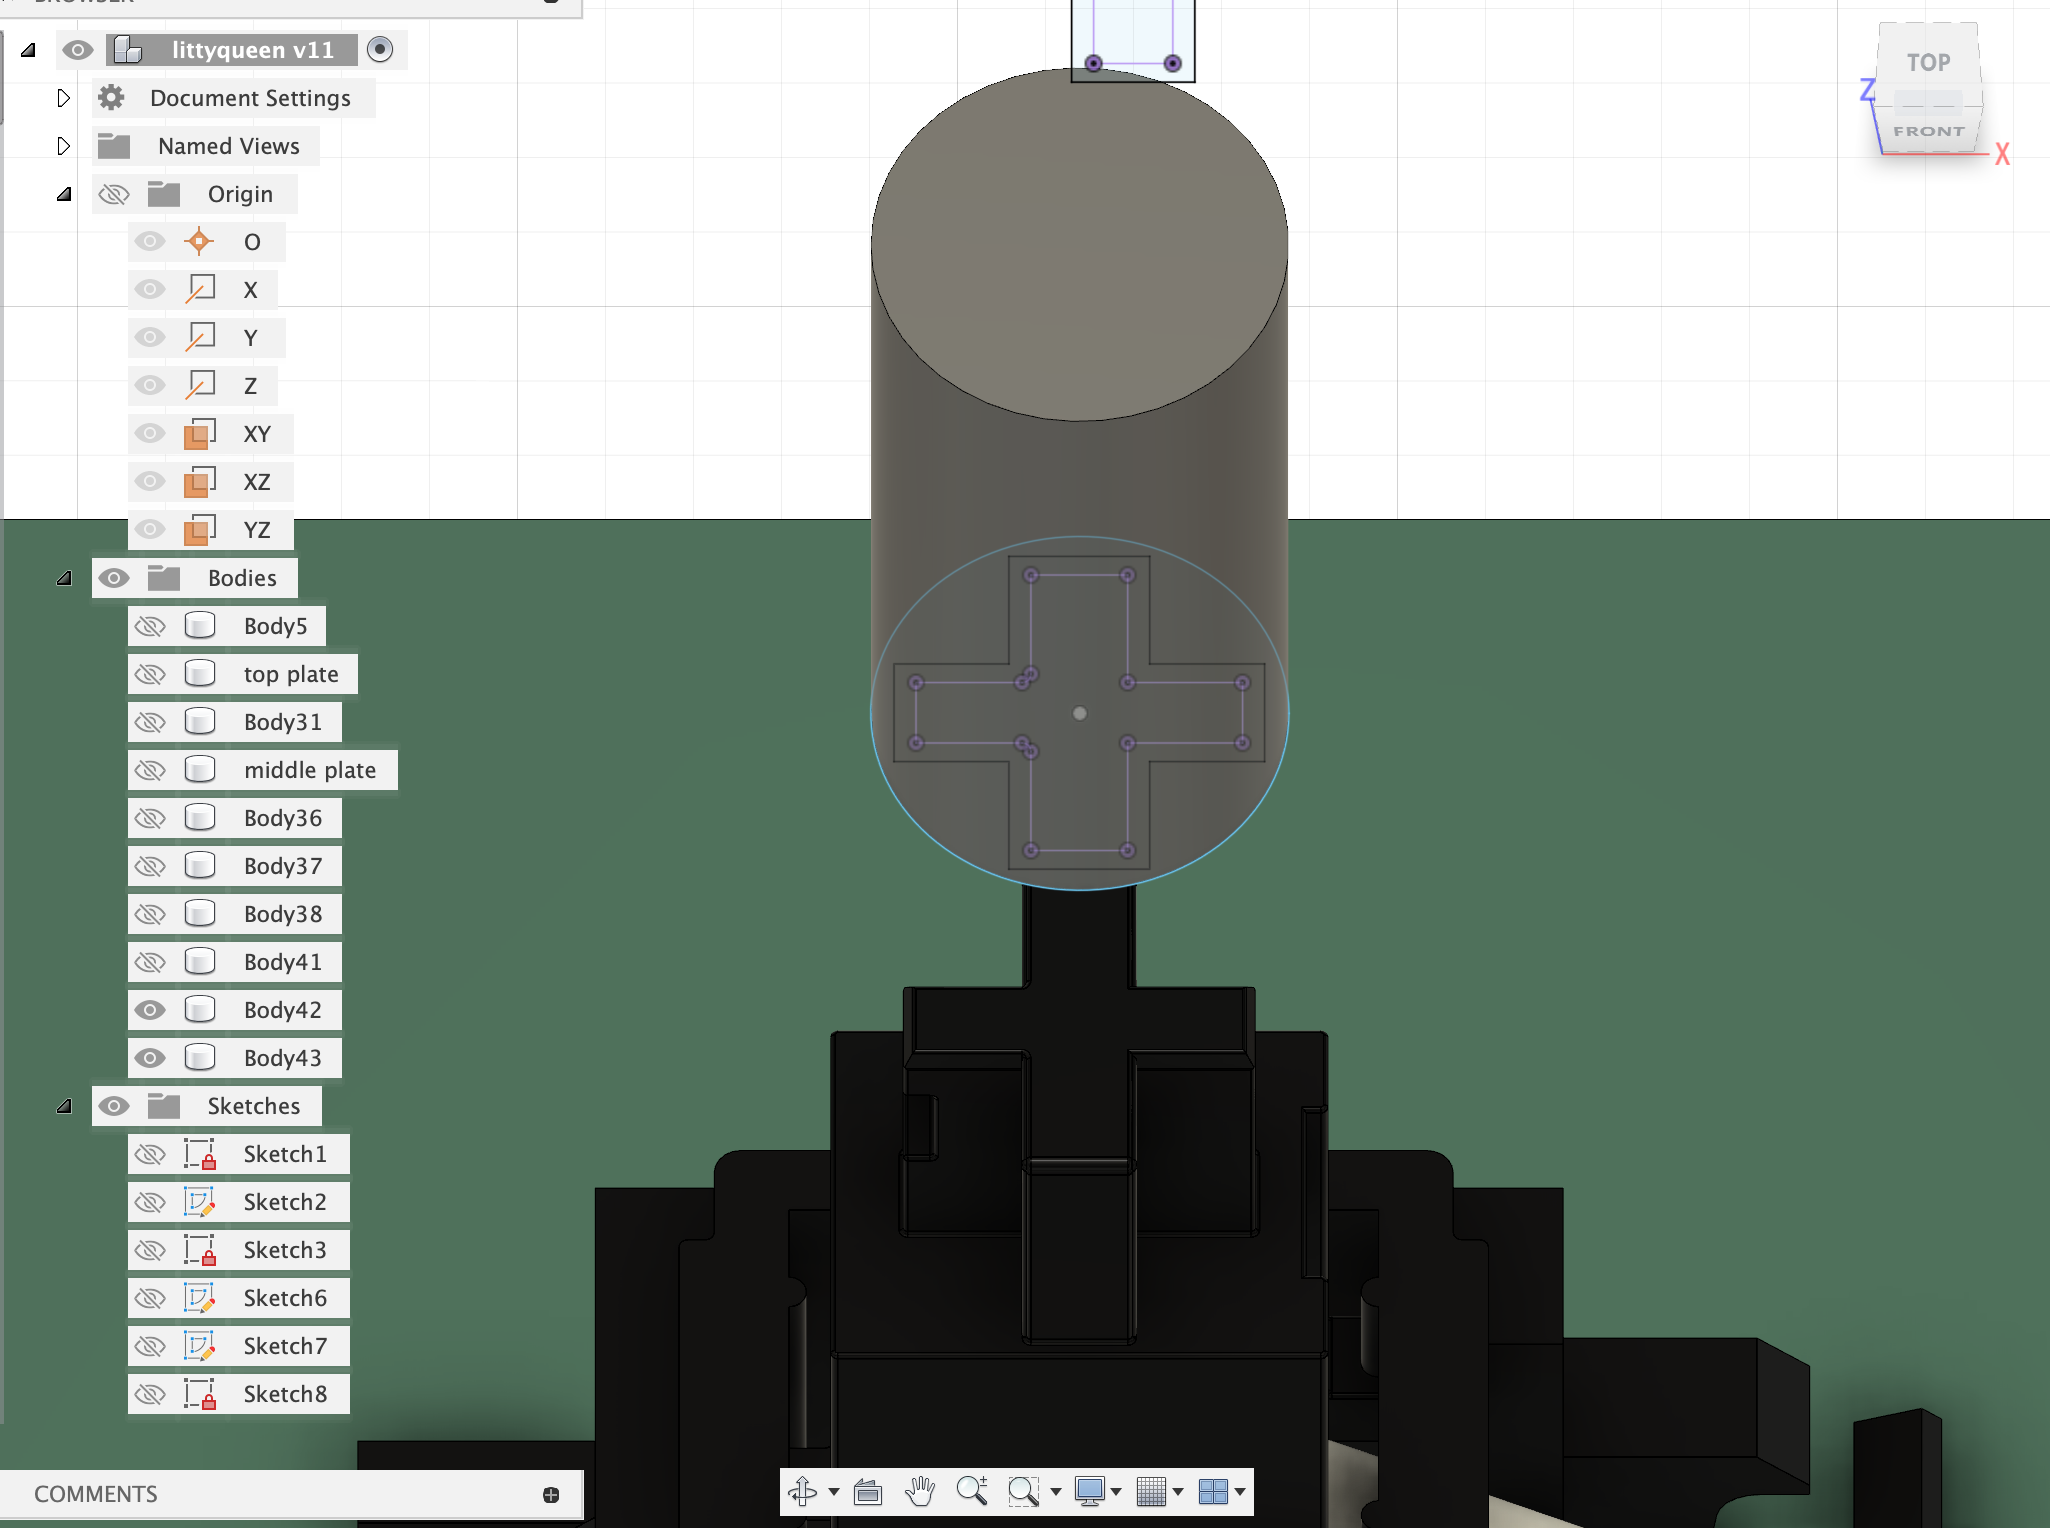 BROWSER
littyqueen v11
Document Settings
Named Views
Origin
O
X
Y
Z
XY
XZ
YZ
Bodies
Body5
top plate
Body31
middle plate
Body36
Body37
Body38
Body41
Body42
Body43
Sketches
Sketch1
Sketch2
Sketch3
Sketch6
Sketch7
Sketch8
COMMENTS
TOP
Z
FRONT
X